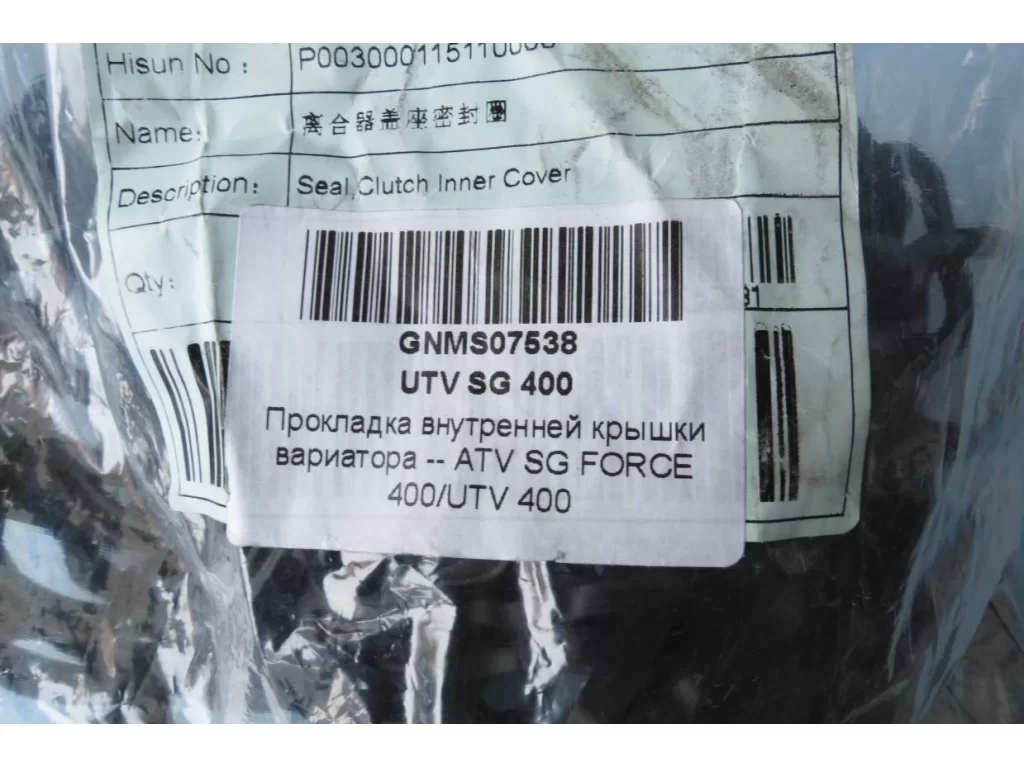 Hisun No :
Name: 离合器盖座密封圈
Description: Seal,Clutch Inner Cover
Qty:
31
GNMS07538
UTV SG 400
Прокладка внутренней крышки
вариатора -- ATV SG FORCE
400/UTV 400